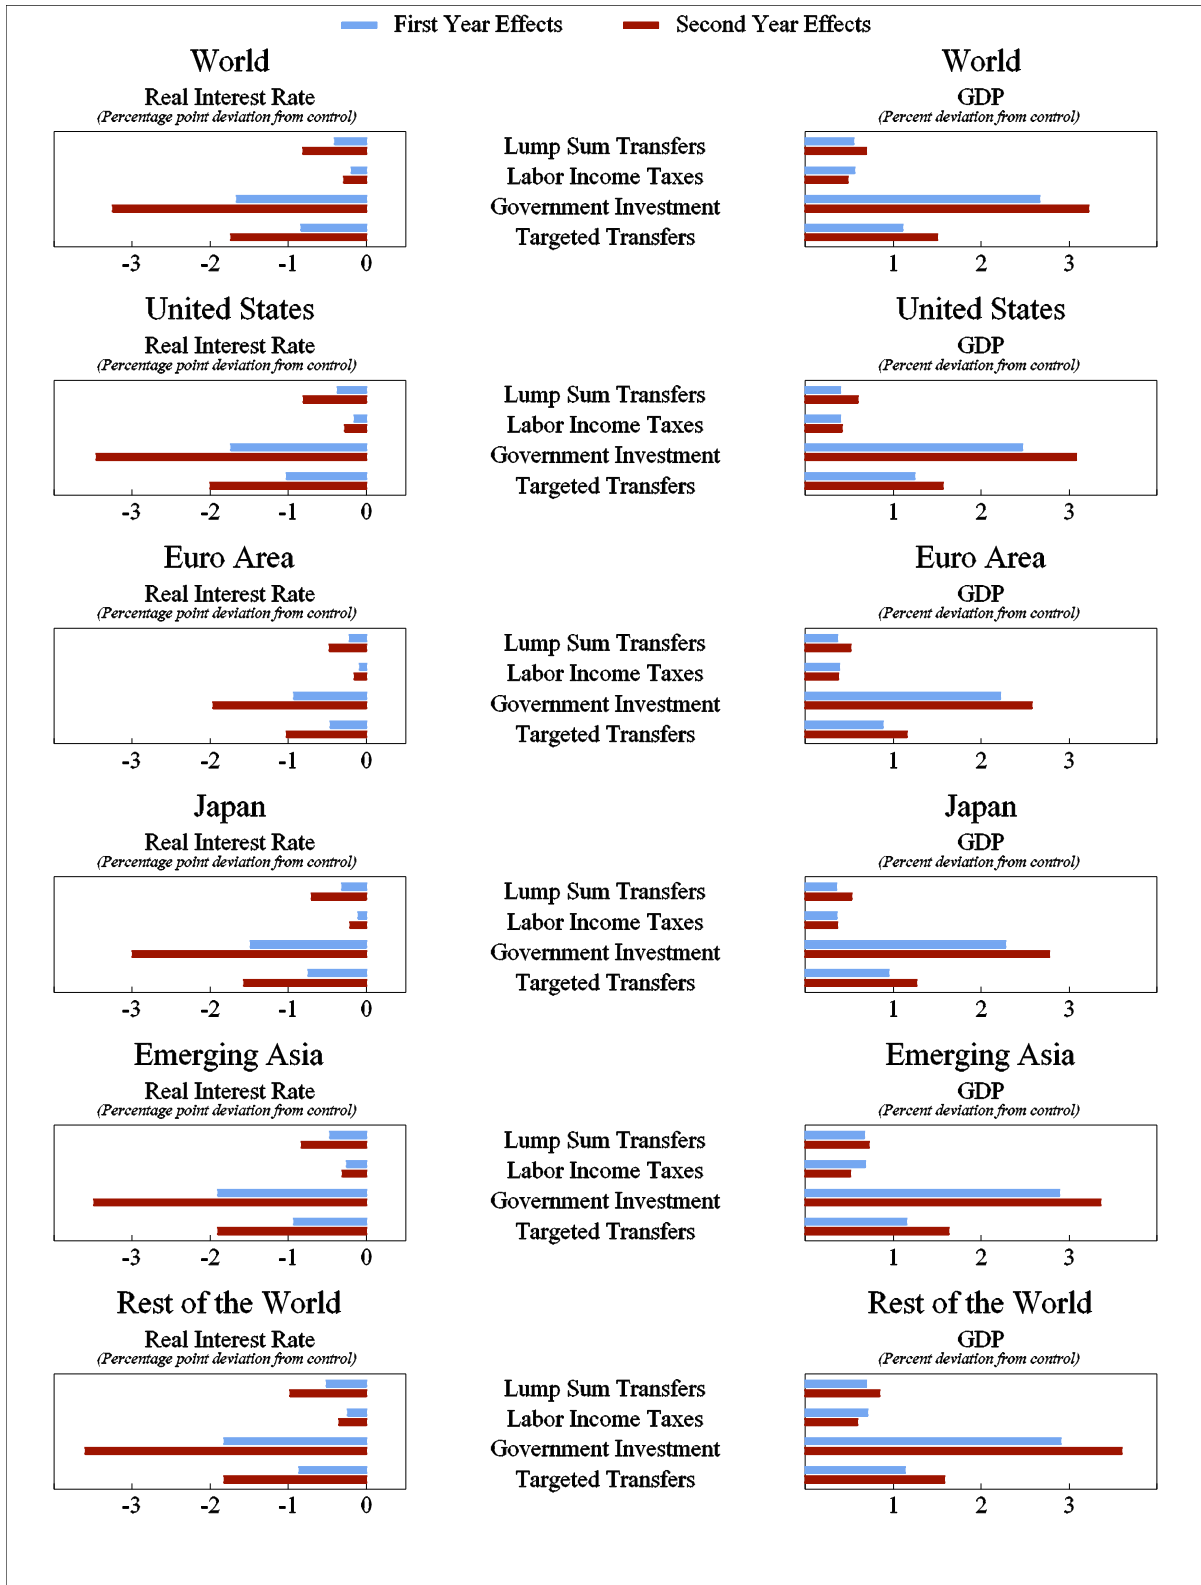 First Year Effects Second Year Effects
World World
Real Interest Rate GDP
(Percentage point deviation from control) (Percent deviation from control)
Lump Sum Transfers
Labor Income Taxes
Government Investment
Targeted Transfers
-3 -2 -1 0 1 2 3
United States United States
Real Interest Rate GDP
(Percentage point deviation from control) (Percent deviation from control)
Lump Sum Transfers
Labor Income Taxes
Government Investment
Targeted Transfers
-3 -2 -1 0 1 2 3
Euro Area Euro Area
Real Interest Rate GDP
(Percentage point deviation from control) (Percent deviation from control)
Lump Sum Transfers
Labor Income Taxes
Government Investment
Targeted Transfers
-3 -2 -1 0 1 2 3
Japan Japan
Real Interest Rate GDP
(Percentage point deviation from control) (Percent deviation from control)
Lump Sum Transfers
Labor Income Taxes
Government Investment
Targeted Transfers
-3 -2 -1 0 1 2 3
Emerging Asia Emerging Asia
Real Interest Rate GDP
(Percentage point deviation from control) (Percent deviation from control)
Lump Sum Transfers
Labor Income Taxes
Government Investment
Targeted Transfers
-3 -2 -1 0 1 2 3
Rest of the World Rest of the World
Real Interest Rate GDP
(Percentage point deviation from control) (Percent deviation from control)
Lump Sum Transfers
Labor Income Taxes
Government Investment
Targeted Transfers
-3 -2 -1 0 1 2 3